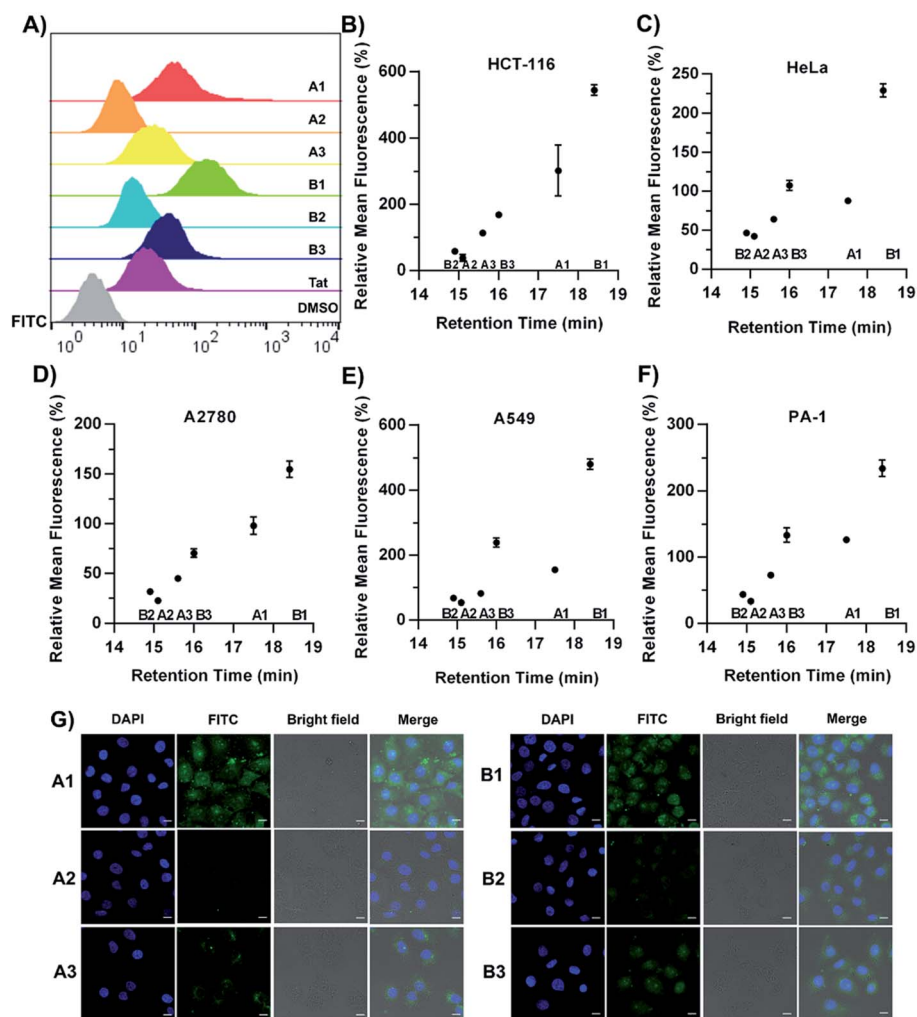 A)
A1
A2
A3
B1
B2
B3
Tat
DMSO
FITC
10⁰ 10¹ 10² 10³ 10⁴
B)
HCT-116
Relative Mean Fluorescence (%)
600
400
200
0
B2 A2 A3 B3 A1 B1
14 15 16 17 18 19
Retention Time (min)
C)
HeLa
Relative Mean Fluorescence (%)
250
200
150
100
50
0
B2 A2 A3 B3 A1 B1
14 15 16 17 18 19
Retention Time (min)
D)
A2780
Relative Mean Fluorescence (%)
200
150
100
75
50
25
0
B2 A2 A3 B3 A1 B1
14 15 16 17 18 19
Retention Time (min)
E)
A549
Relative Mean Fluorescence (%)
600
400
200
0
B2 A2 A3 B3 A1 B1
14 15 16 17 18 19
Retention Time (min)
F)
PA-1
Relative Mean Fluorescence (%)
300
200
100
0
B2 A2 A3 B3 A1 B1
14 15 16 17 18 19
Retention Time (min)
G)
DAPI FITC Bright field Merge
A1
A2
A3
DAPI FITC Bright field Merge
B1
B2
B3